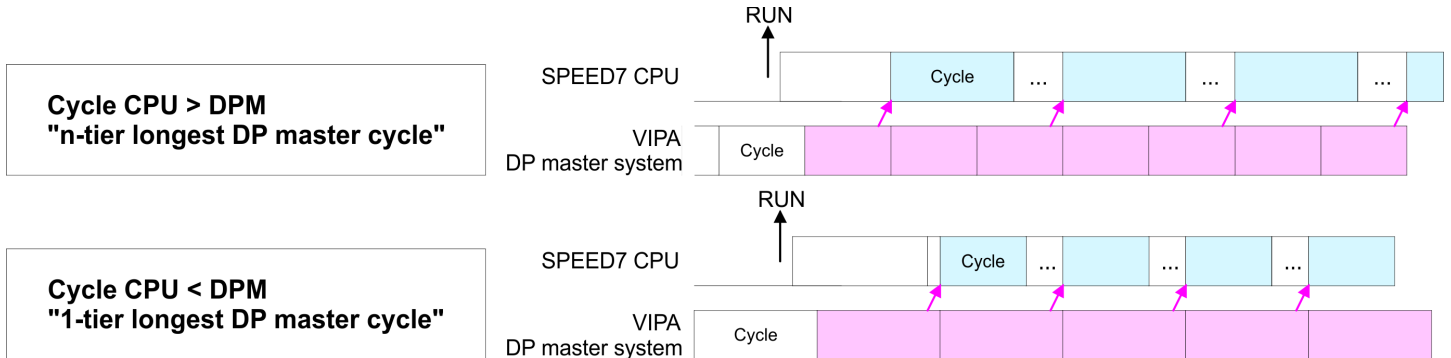 RUN
SPEED7 CPU
Cycle
...
...
...
Cycle CPU > DPM
"n-tier longest DP master cycle"
VIPA
DP master system
Cycle
RUN
SPEED7 CPU
Cycle
...
...
...
Cycle CPU < DPM
"1-tier longest DP master cycle"
VIPA
DP master system
Cycle